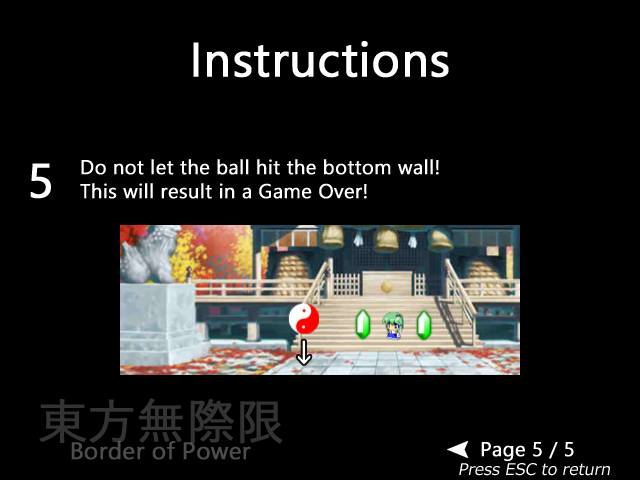 Instructions
5
Do not let the ball hit the bottom wall!
This will result in a Game Over!
東方無際限
Border of Power
Page 5 / 5
Press ESC to return